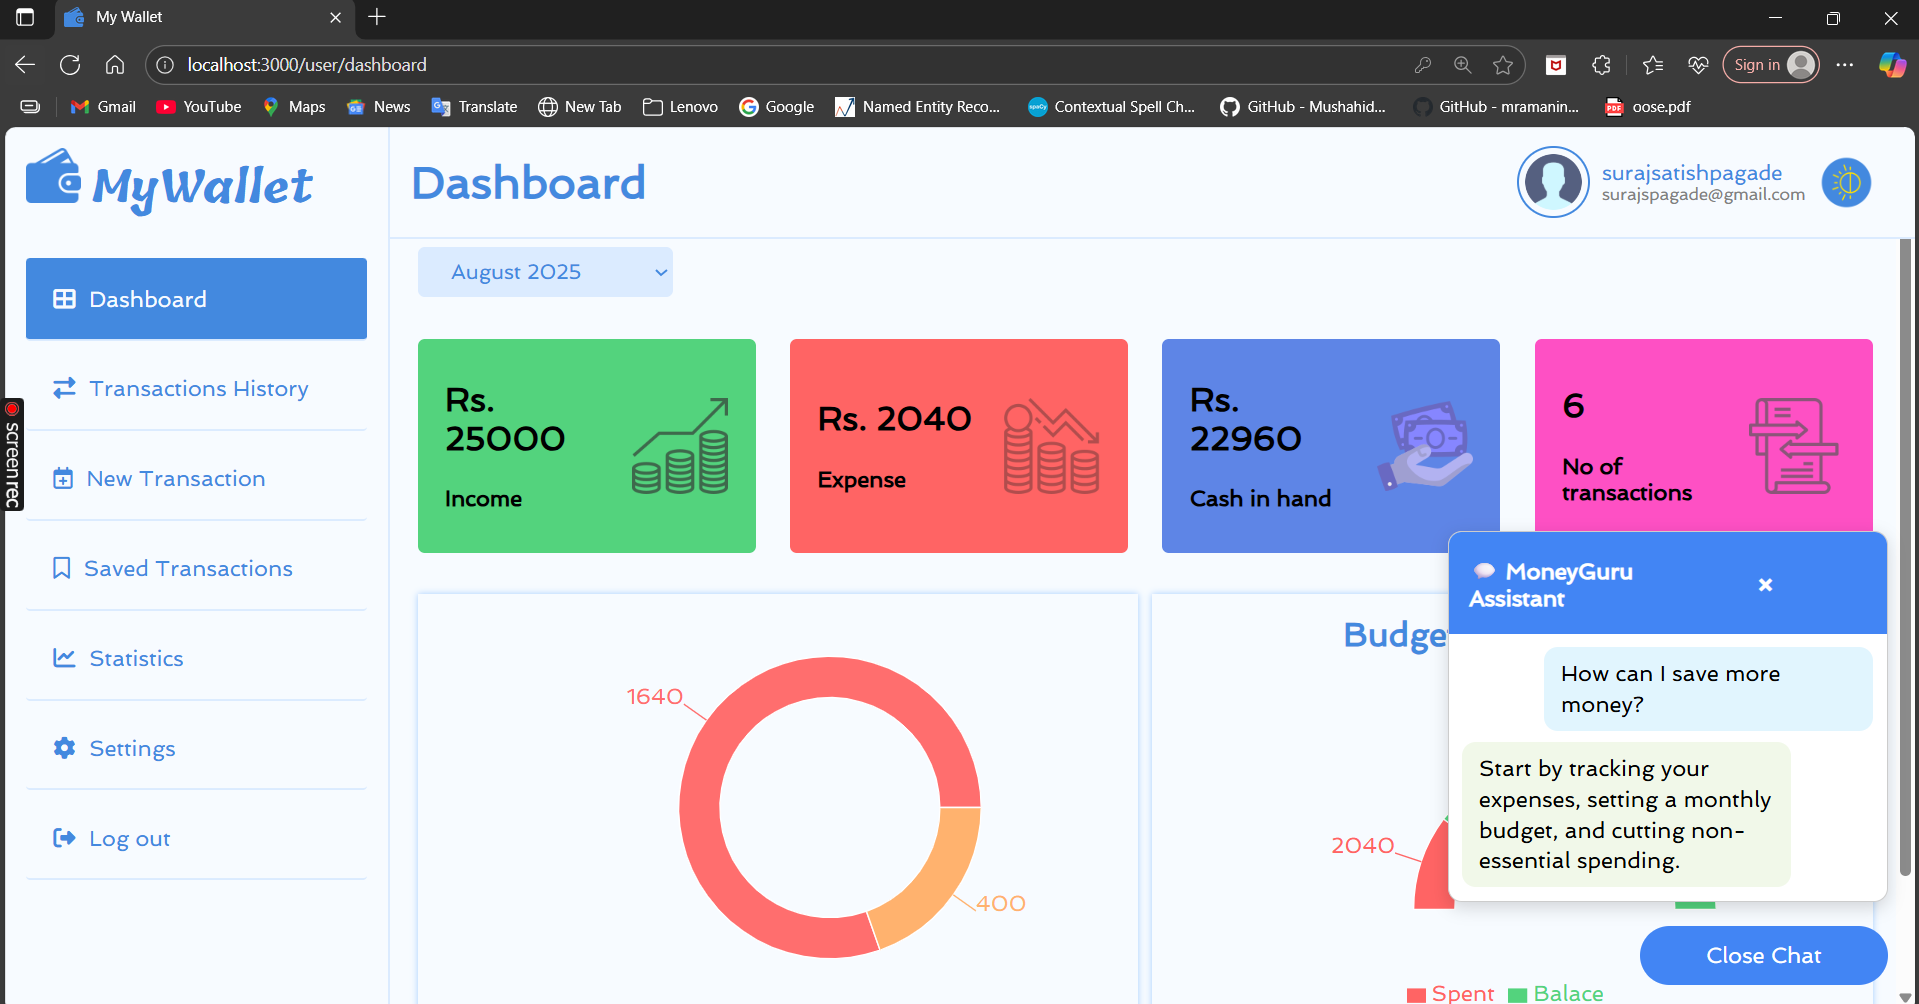 My Wallet
localhost:3000/user/dashboard
Sign in
Gmail
YouTube
Maps
News
Translate
New Tab
Lenovo
Google
Named Entity Reco...
Contextual Spell Ch...
GitHub - Mushahid...
GitHub - mramanin...
oose.pdf
MyWallet
Dashboard
surajsatishpagade
surajspagade@gmail.com
Dashboard
Transactions History
New Transaction
Saved Transactions
Statistics
Settings
Log out
screenrec
August 2025
Rs.
25000
Income
Rs. 2040
Expense
Rs.
22960
Cash in hand
6
No of
transactions
1640
400
Budge
2040
Spent
Balace
MoneyGuru
Assistant
How can I save more
money?
Start by tracking your
expenses, setting a monthly
budget, and cutting non-
essential spending.
Close Chat